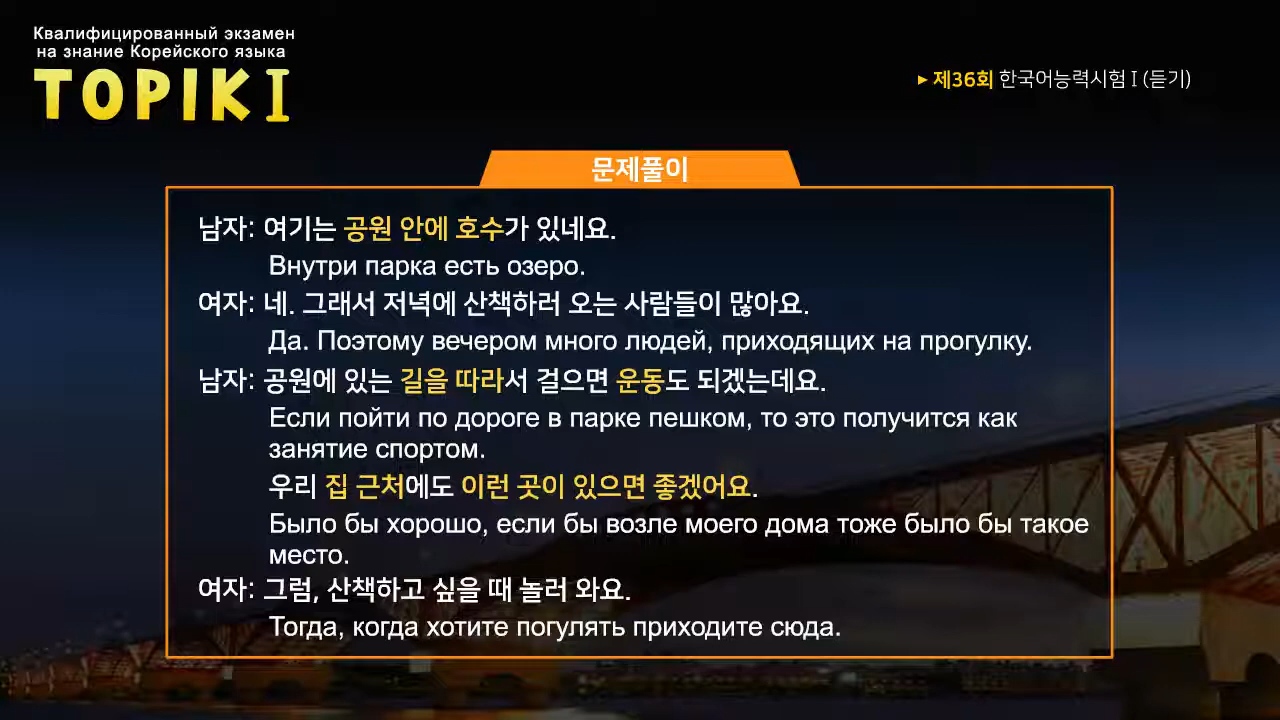 Квалифицированный экзамен
на знание Корейского языка
TOPIK I
▸ 제36회 한국어능력시험 I (듣기)
문제풀이
남자: 여기는 공원 안에 호수가 있네요.
Внутри парка есть озеро.
여자: 네. 그래서 저녁에 산책하러 오는 사람들이 많아요.
Да. Поэтому вечером много людей, приходящих на прогулку.
남자: 공원에 있는 길을 따라서 걸으면 운동도 되겠는데요.
Если пойти по дороге в парке пешком, то это получится как
занятие спортом.
우리 집 근처에도 이런 곳이 있으면 좋겠어요.
Было бы хорошо, если бы возле моего дома тоже было бы такое
место.
여자: 그럼, 산책하고 싶을 때 놀러 와요.
Тогда, когда хотите погулять приходите сюда.